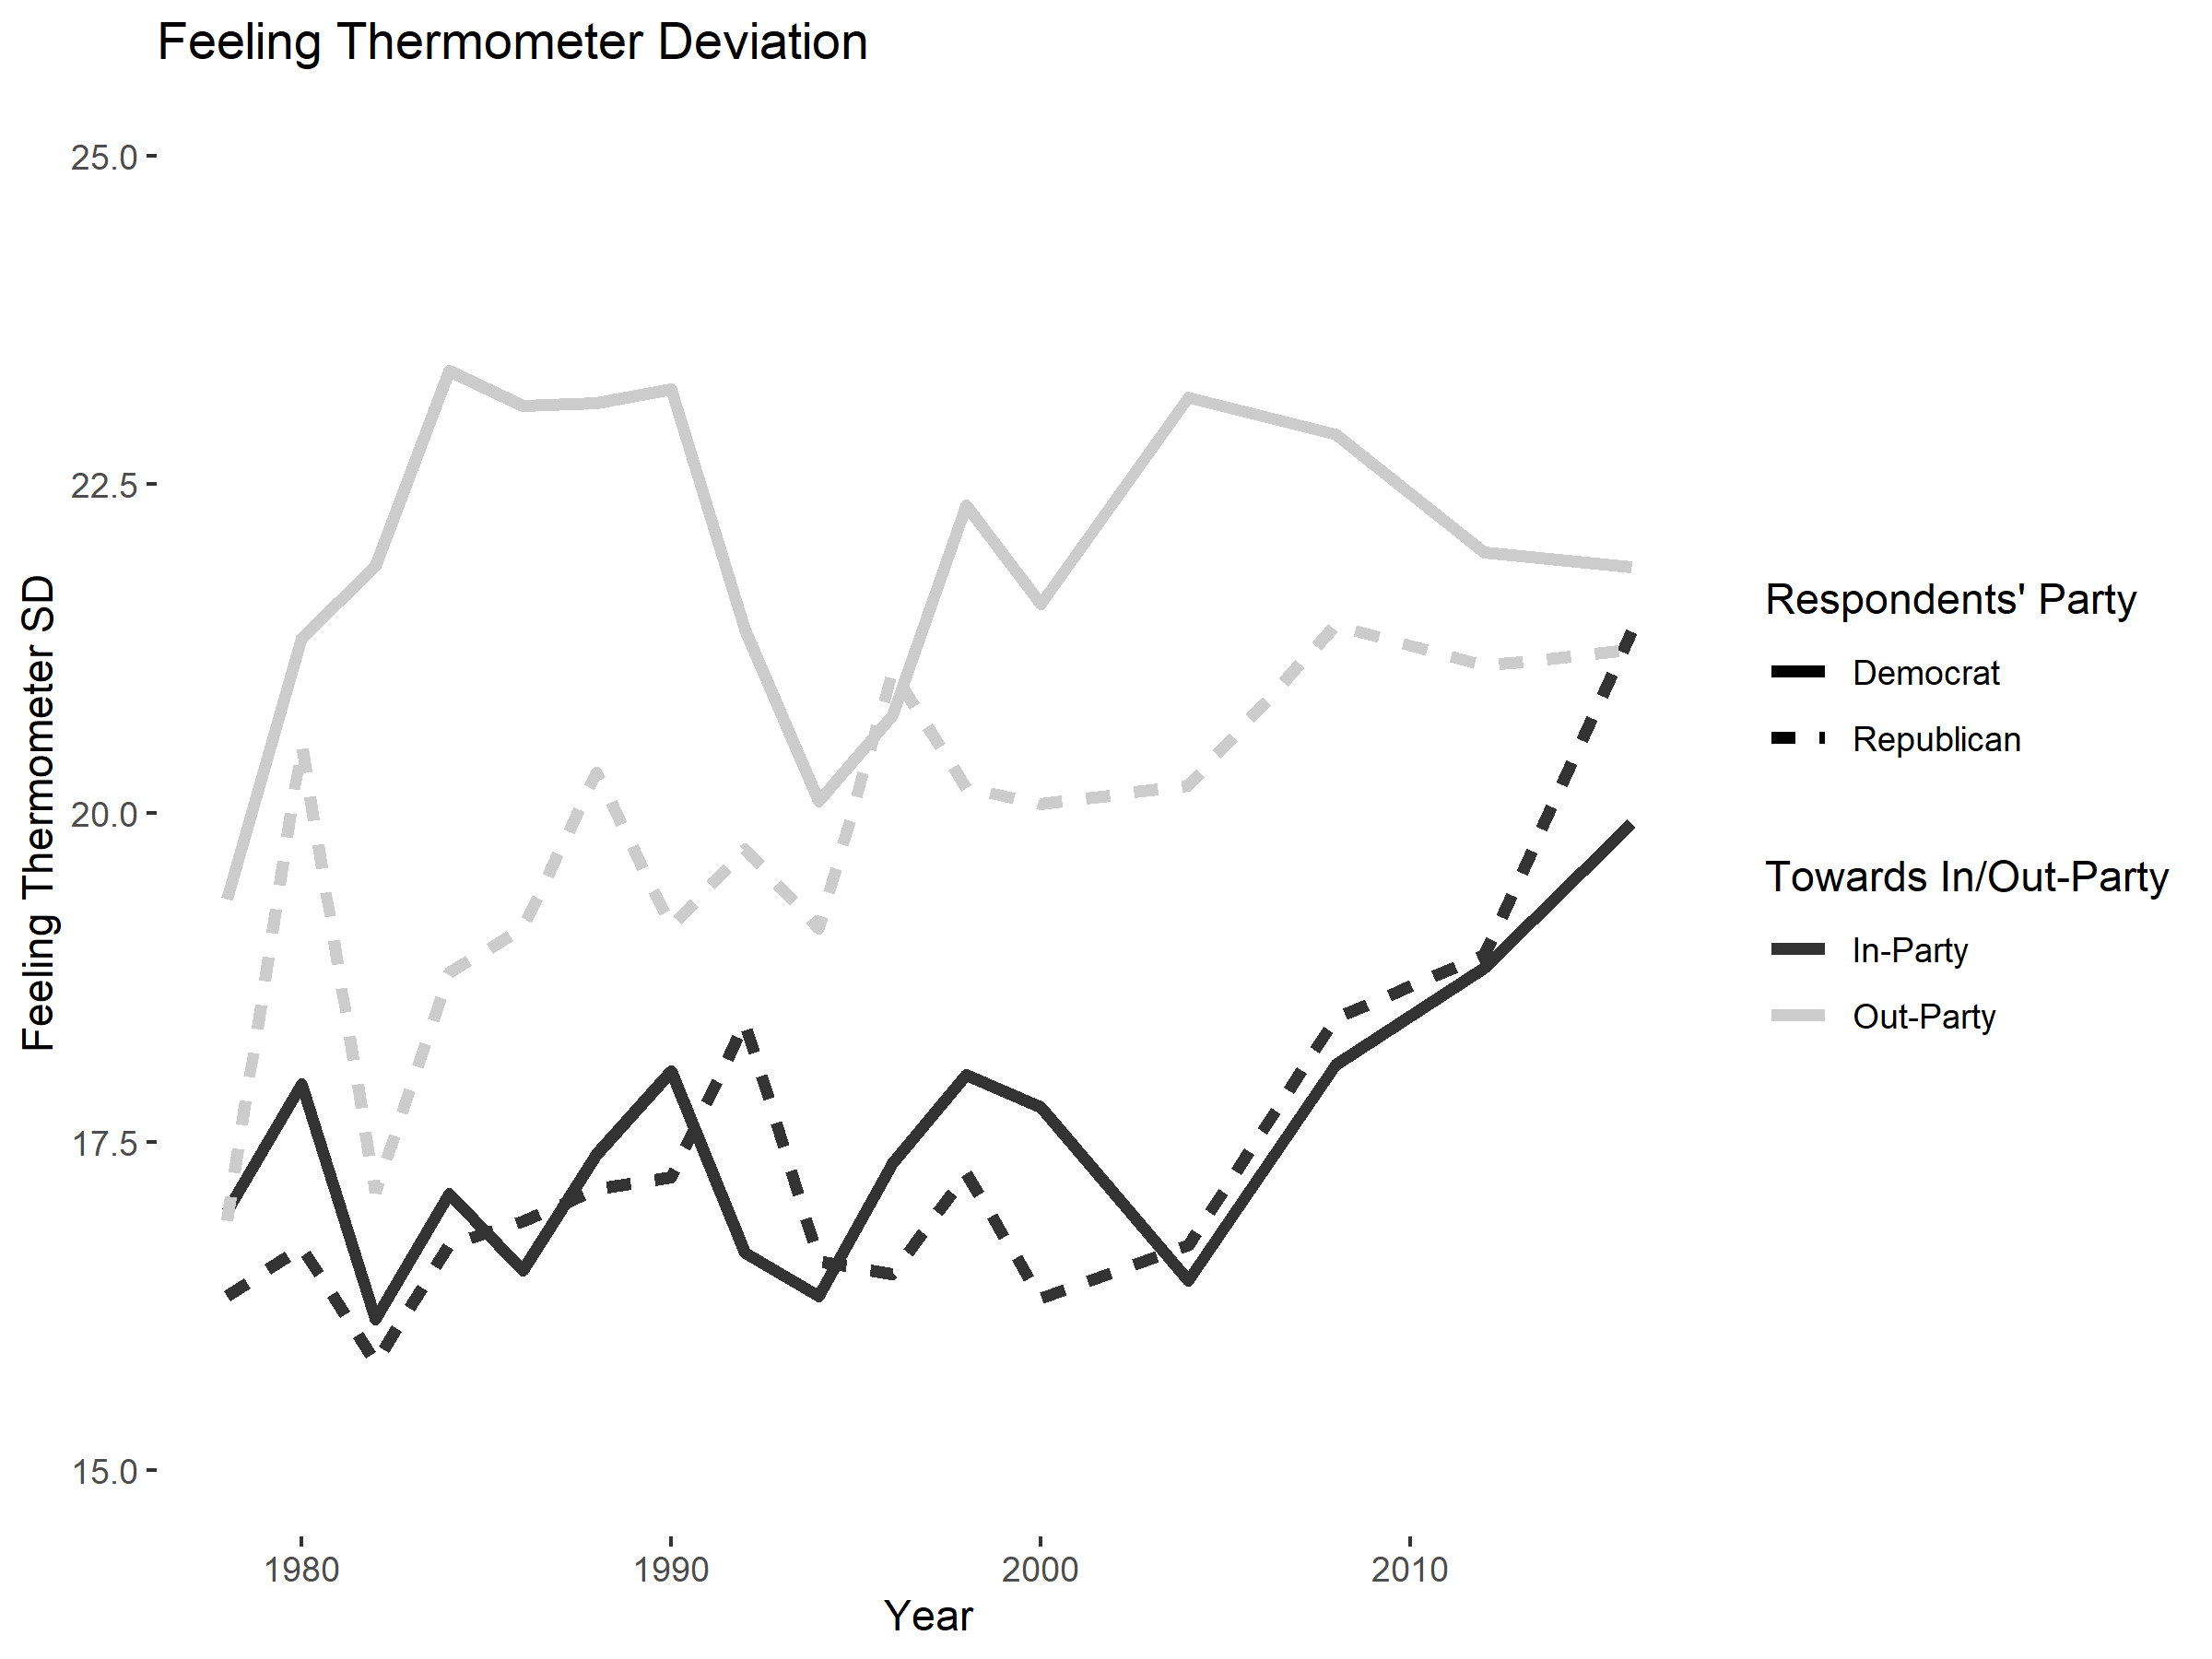 Feeling Thermometer Deviation
Feeling Thermometer SD
25.0
22.5
20.0
17.5
15.0
1980 1990 2000 2010
Year
Respondents' Party
Democrat
Republican
Towards In/Out-Party
In-Party
Out-Party